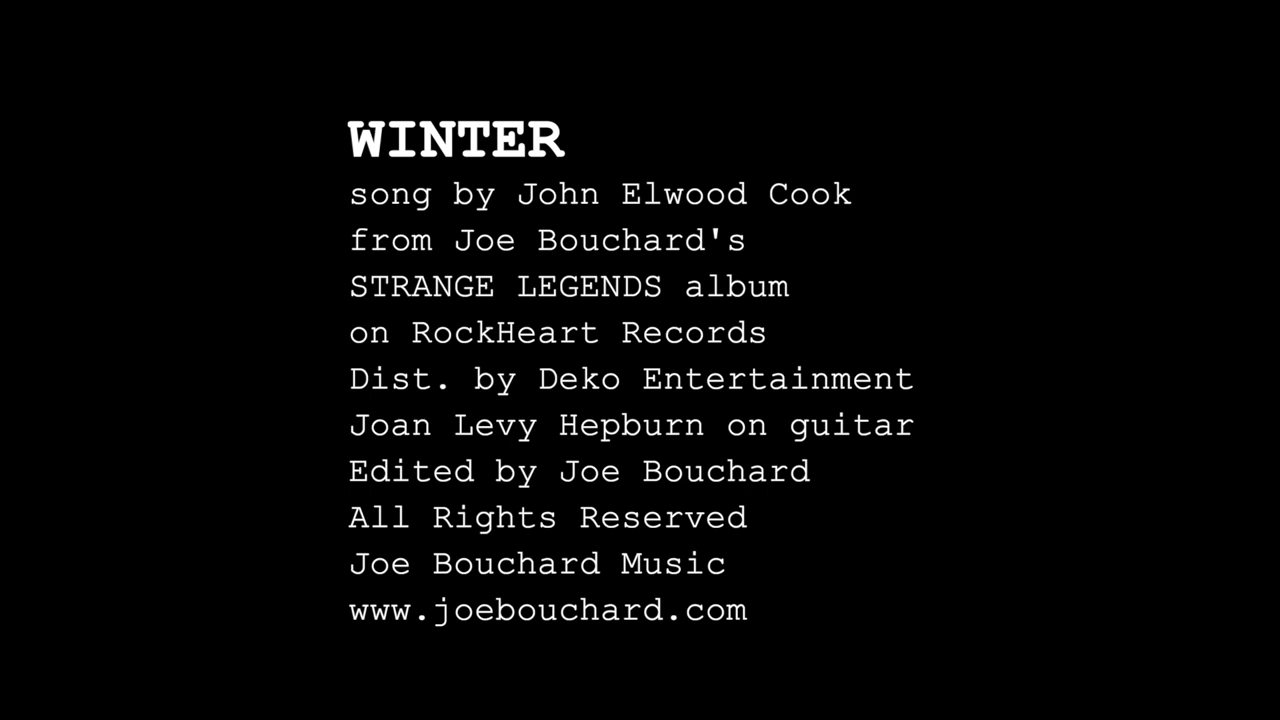 WINTER
song by John Elwood Cook
from Joe Bouchard's
STRANGE LEGENDS album
on RockHeart Records
Dist. by Deko Entertainment
Joan Levy Hepburn on guitar
Edited by Joe Bouchard
All Rights Reserved
Joe Bouchard Music
www.joebouchard.com